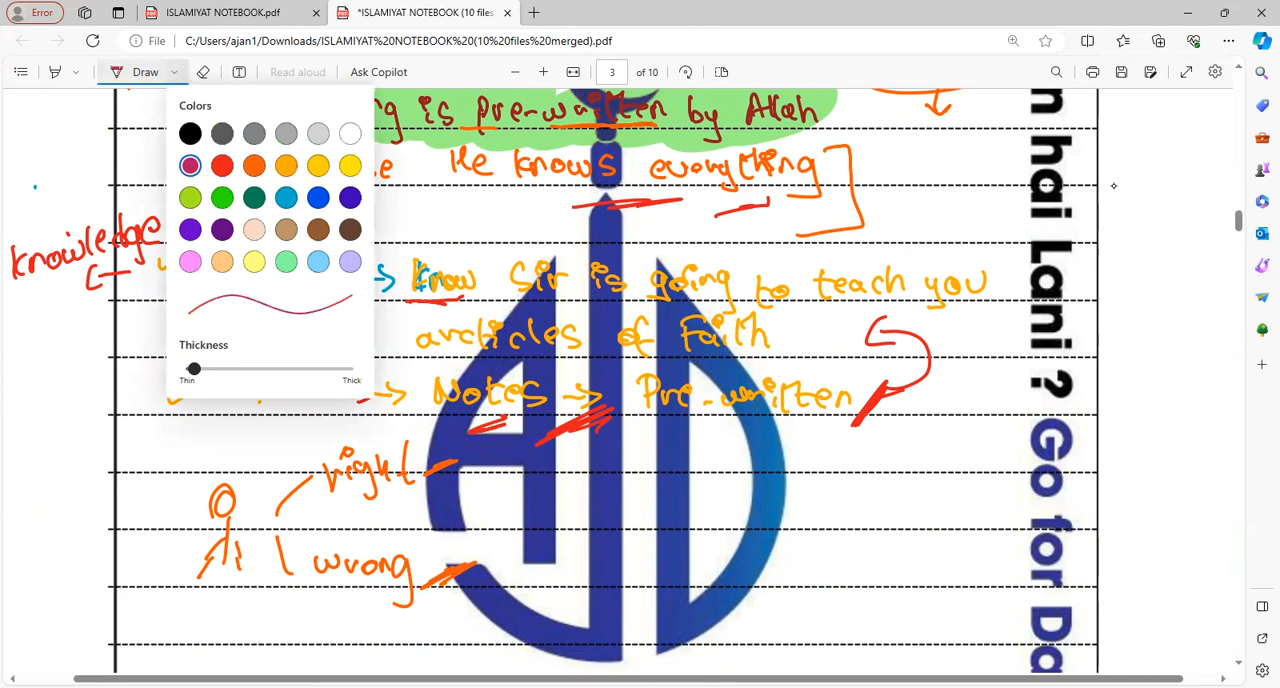 Error
ISLAMIYAT NOTEBOOK.pdf
*ISLAMIYAT NOTEBOOK (10 files
File
C:/Users/ajan1/Downloads/ISLAMIYAT%20NOTEBOOK%20(10%20files%20merged).pdf
Draw
Read aloud
Ask Copilot
3 of 10
Colors
Thickness
Thin
Thick
g is pre-written by Allah
e He knows everything
knowledge
-> know Sir is going to teach you
articles of Faith
-> Notes -> Pre-written
right
wrong
m hai Lani ? Go for Da